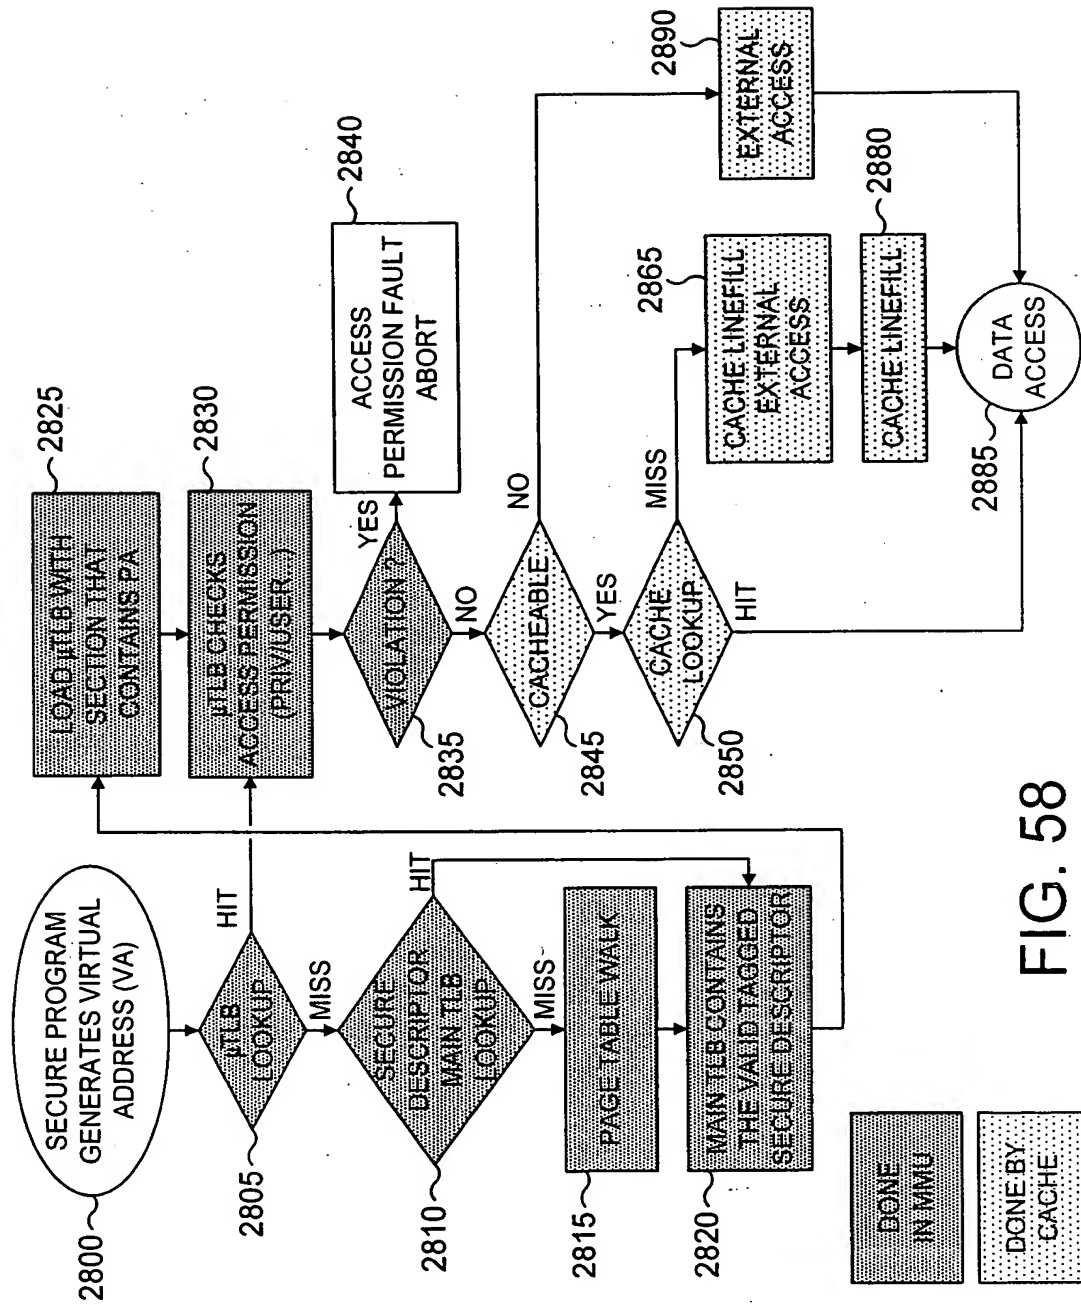 2800
SECURE PROGRAM
GENERATES VIRTUAL
ADDRESS (VA)
2805
µTLB
LOOKUP
HIT
MISS
2810
SECURE
DESCRIPTOR
MAIN TLB
LOOKUP
HIT
MISS
2815
PAGE TABLE WALK
2820
MAIN TLB CONTAINS
THE VALID TAGGED
SECURE DESCRIPTOR
2825
LOAD µTLB WITH
SECTION THAT
CONTAINS PA
2830
µTLB CHECKS
ACCESS PERMISSION
(PRIV/USER...)
2835
VIOLATION ?
YES
NO
2840
ACCESS
PERMISSION FAULT
ABORT
2845
CACHEABLE
NO
YES
2850
CACHE
LOOKUP
MISS
HIT
2865
CACHE LINEFILL
EXTERNAL
ACCESS
2880
CACHE LINEFILL
2885
DATA
ACCESS
2890
EXTERNAL
ACCESS
DONE
IN MMU
DONE BY
CACHE
FIG. 58